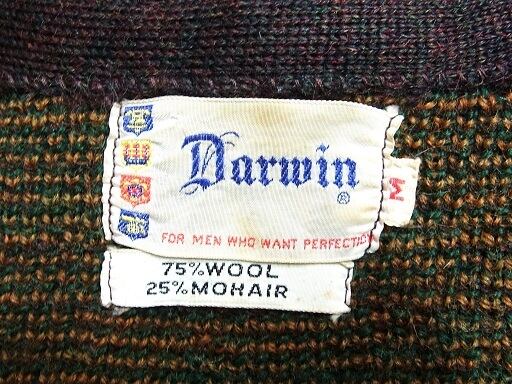 Darwin
®
FOR MEN WHO WANT PERFECTION
M
75% WOOL
25% MOHAIR